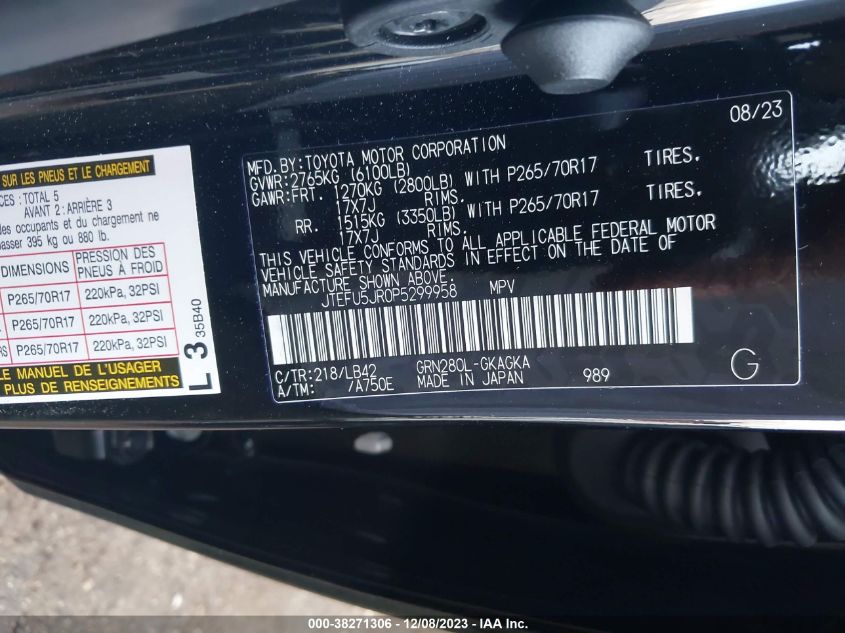 SUR LES PNEUS ET LE CHARGEMENT
CES : TOTAL 5
AVANT 2 : ARRIÈRE 3
des occupants et du chargement ne
passer 395 kg ou 880 lb.
DIMENSIONS PRESSION DES PNEUS À FROID
P265/70R17 220kPa, 32PSI
P265/70R17 220kPa, 32PSI
RS P265/70R17 220kPa, 32PSI
LE MANUEL DE L'USAGER
PLUS DE RENSEIGNEMENTS
L 3 35B40
08/23
MFD.BY:TOYOTA MOTOR CORPORATION
GVWR:2765KG (6100LB)
GAWR:FRT. 1270KG (2800LB) WITH P265/70R17 TIRES.
17X7J RIMS.
RR. 1515KG (3350LB) WITH P265/70R17 TIRES.
17X7J RIMS.
THIS VEHICLE CONFORMS TO ALL APPLICABLE FEDERAL MOTOR
VEHICLE SAFETY STANDARDS IN EFFECT ON THE DATE OF
MANUFACTURE SHOWN ABOVE.
JTEFU5JR0P5299958 MPV
C/TR:218/LB42 GRN280L-GKAGKA
A/TM: /A750E MADE IN JAPAN 989
G
000-38271306 - 12/08/2023 - IAA Inc.